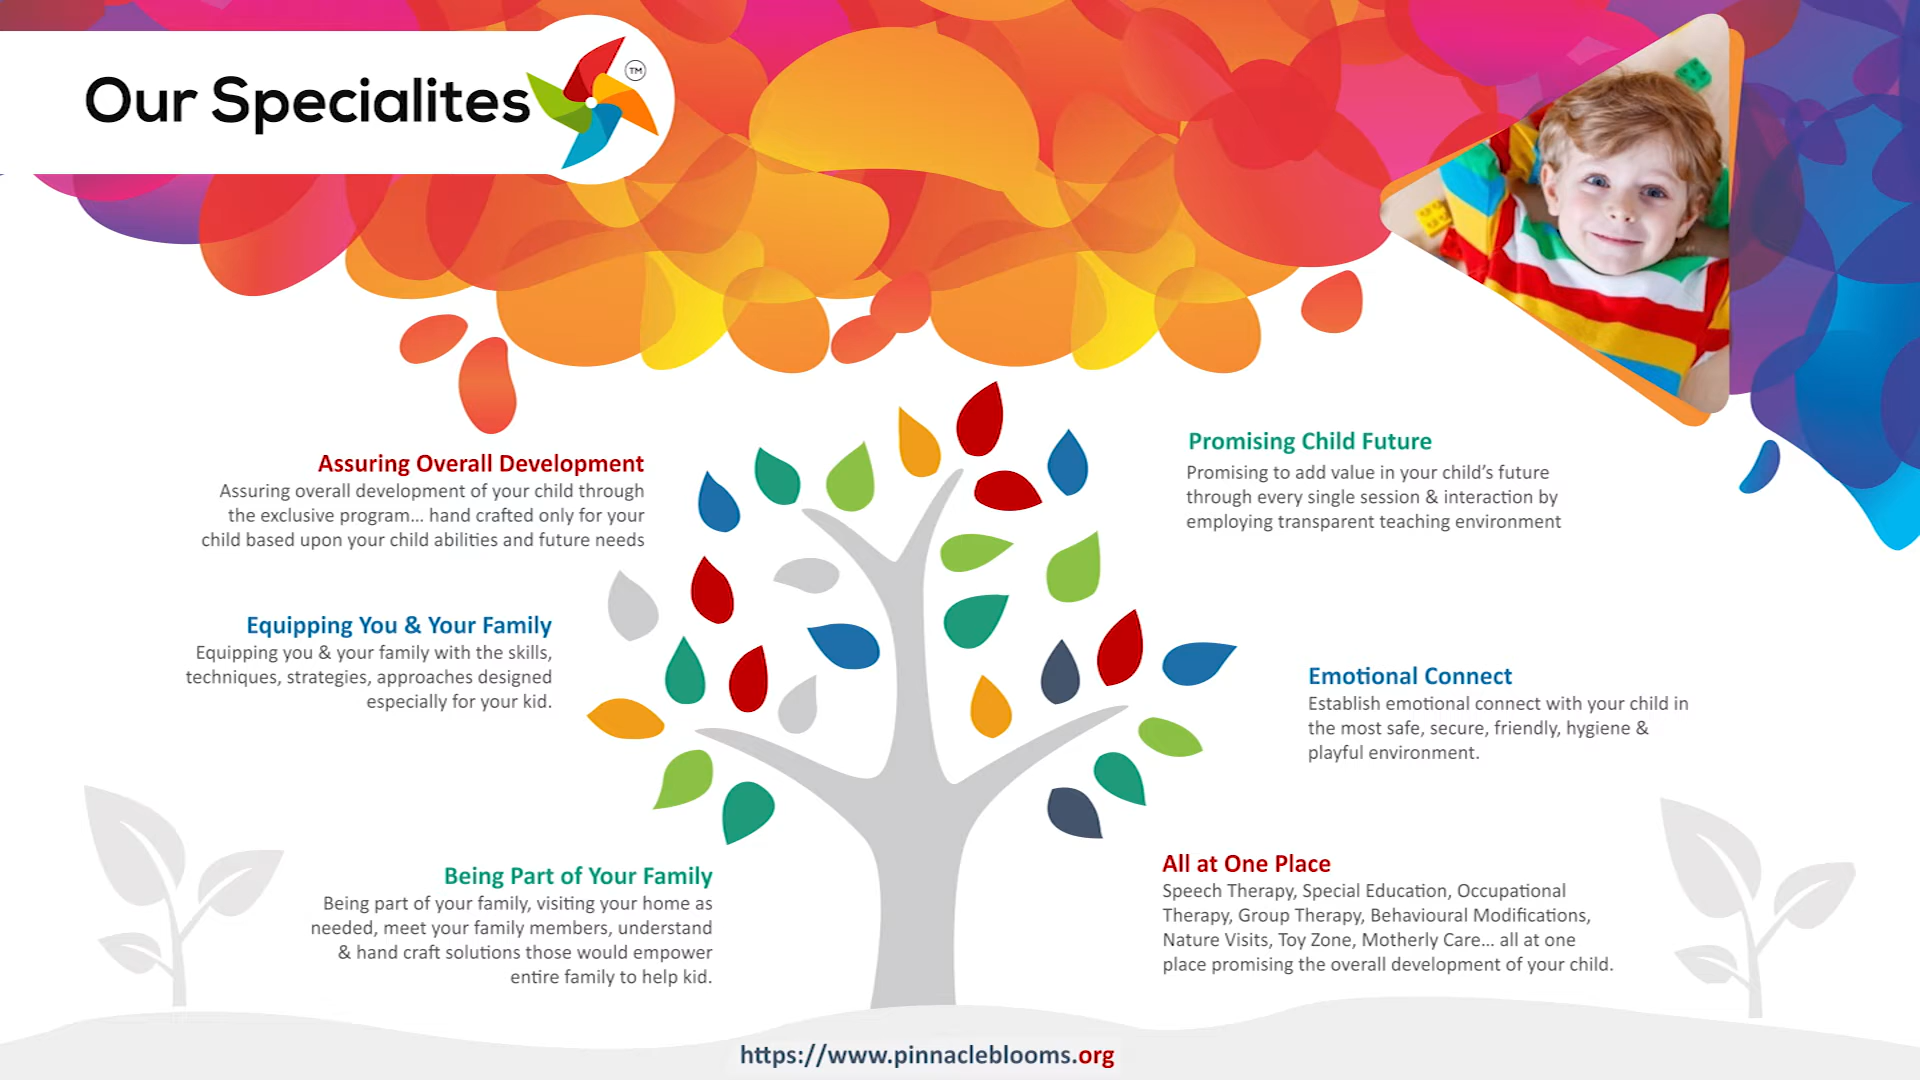 Our Specialites
TM
Assuring Overall Development
Assuring overall development of your child through
the exclusive program... hand crafted only for your
child based upon your child abilities and future needs
Equipping You & Your Family
Equipping you & your family with the skills,
techniques, strategies, approaches designed
especially for your kid.
Being Part of Your Family
Being part of your family, visiting your home as
needed, meet your family members, understand
& hand craft solutions those would empower
entire family to help kid.
Promising Child Future
Promising to add value in your child’s future
through every single session & interaction by
employing transparent teaching environment
Emotional Connect
Establish emotional connect with your child in
the most safe, secure, friendly, hygiene &
playful environment.
All at One Place
Speech Therapy, Special Education, Occupational
Therapy, Group Therapy, Behavioural Modifications,
Nature Visits, Toy Zone, Motherly Care... all at one
place promising the overall development of your child.
https://www.pinnacleblooms.org